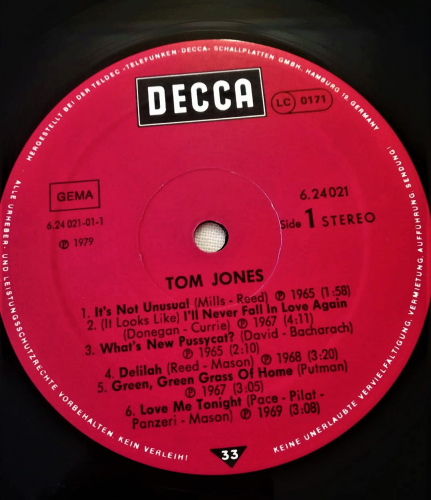 HERGESTELLT BEI DER TELDEC »TELEFUNKEN-DECCA« SCHALLPLATTEN GMBH, HAMBURG 19, GERMANY
DECCA
LC 0171
GEMA
6.24 021-01-1
℗ 1979
6.24 021
Side 1 STEREO
TOM JONES
1. It's Not Unusual (Mills - Reed) ℗ 1965 (1:58)
2. (It Looks Like) I'll Never Fall In Love Again
(Donegan - Currie) ℗ 1967 (4:11)
3. What's New Pussycat? (David - Bacharach)
℗ 1965 (2:10)
4. Delilah (Reed - Mason) ℗ 1968 (3:20)
5. Green, Green Grass Of Home (Putman)
℗ 1967 (3:05)
6. Love Me Tonight (Pace - Pilat -
Panzeri - Mason) ℗ 1969 (3:08)
33
ALLE URHEBER- UND LEISTUNGSSCHUTZRECHTE VORBEHALTEN. KEIN VERLEIH!
KEINE UNERLAUBTE VERVIELFÄLTIGUNG, VERMIETUNG, AUFFÜHRUNG, SENDUNG!